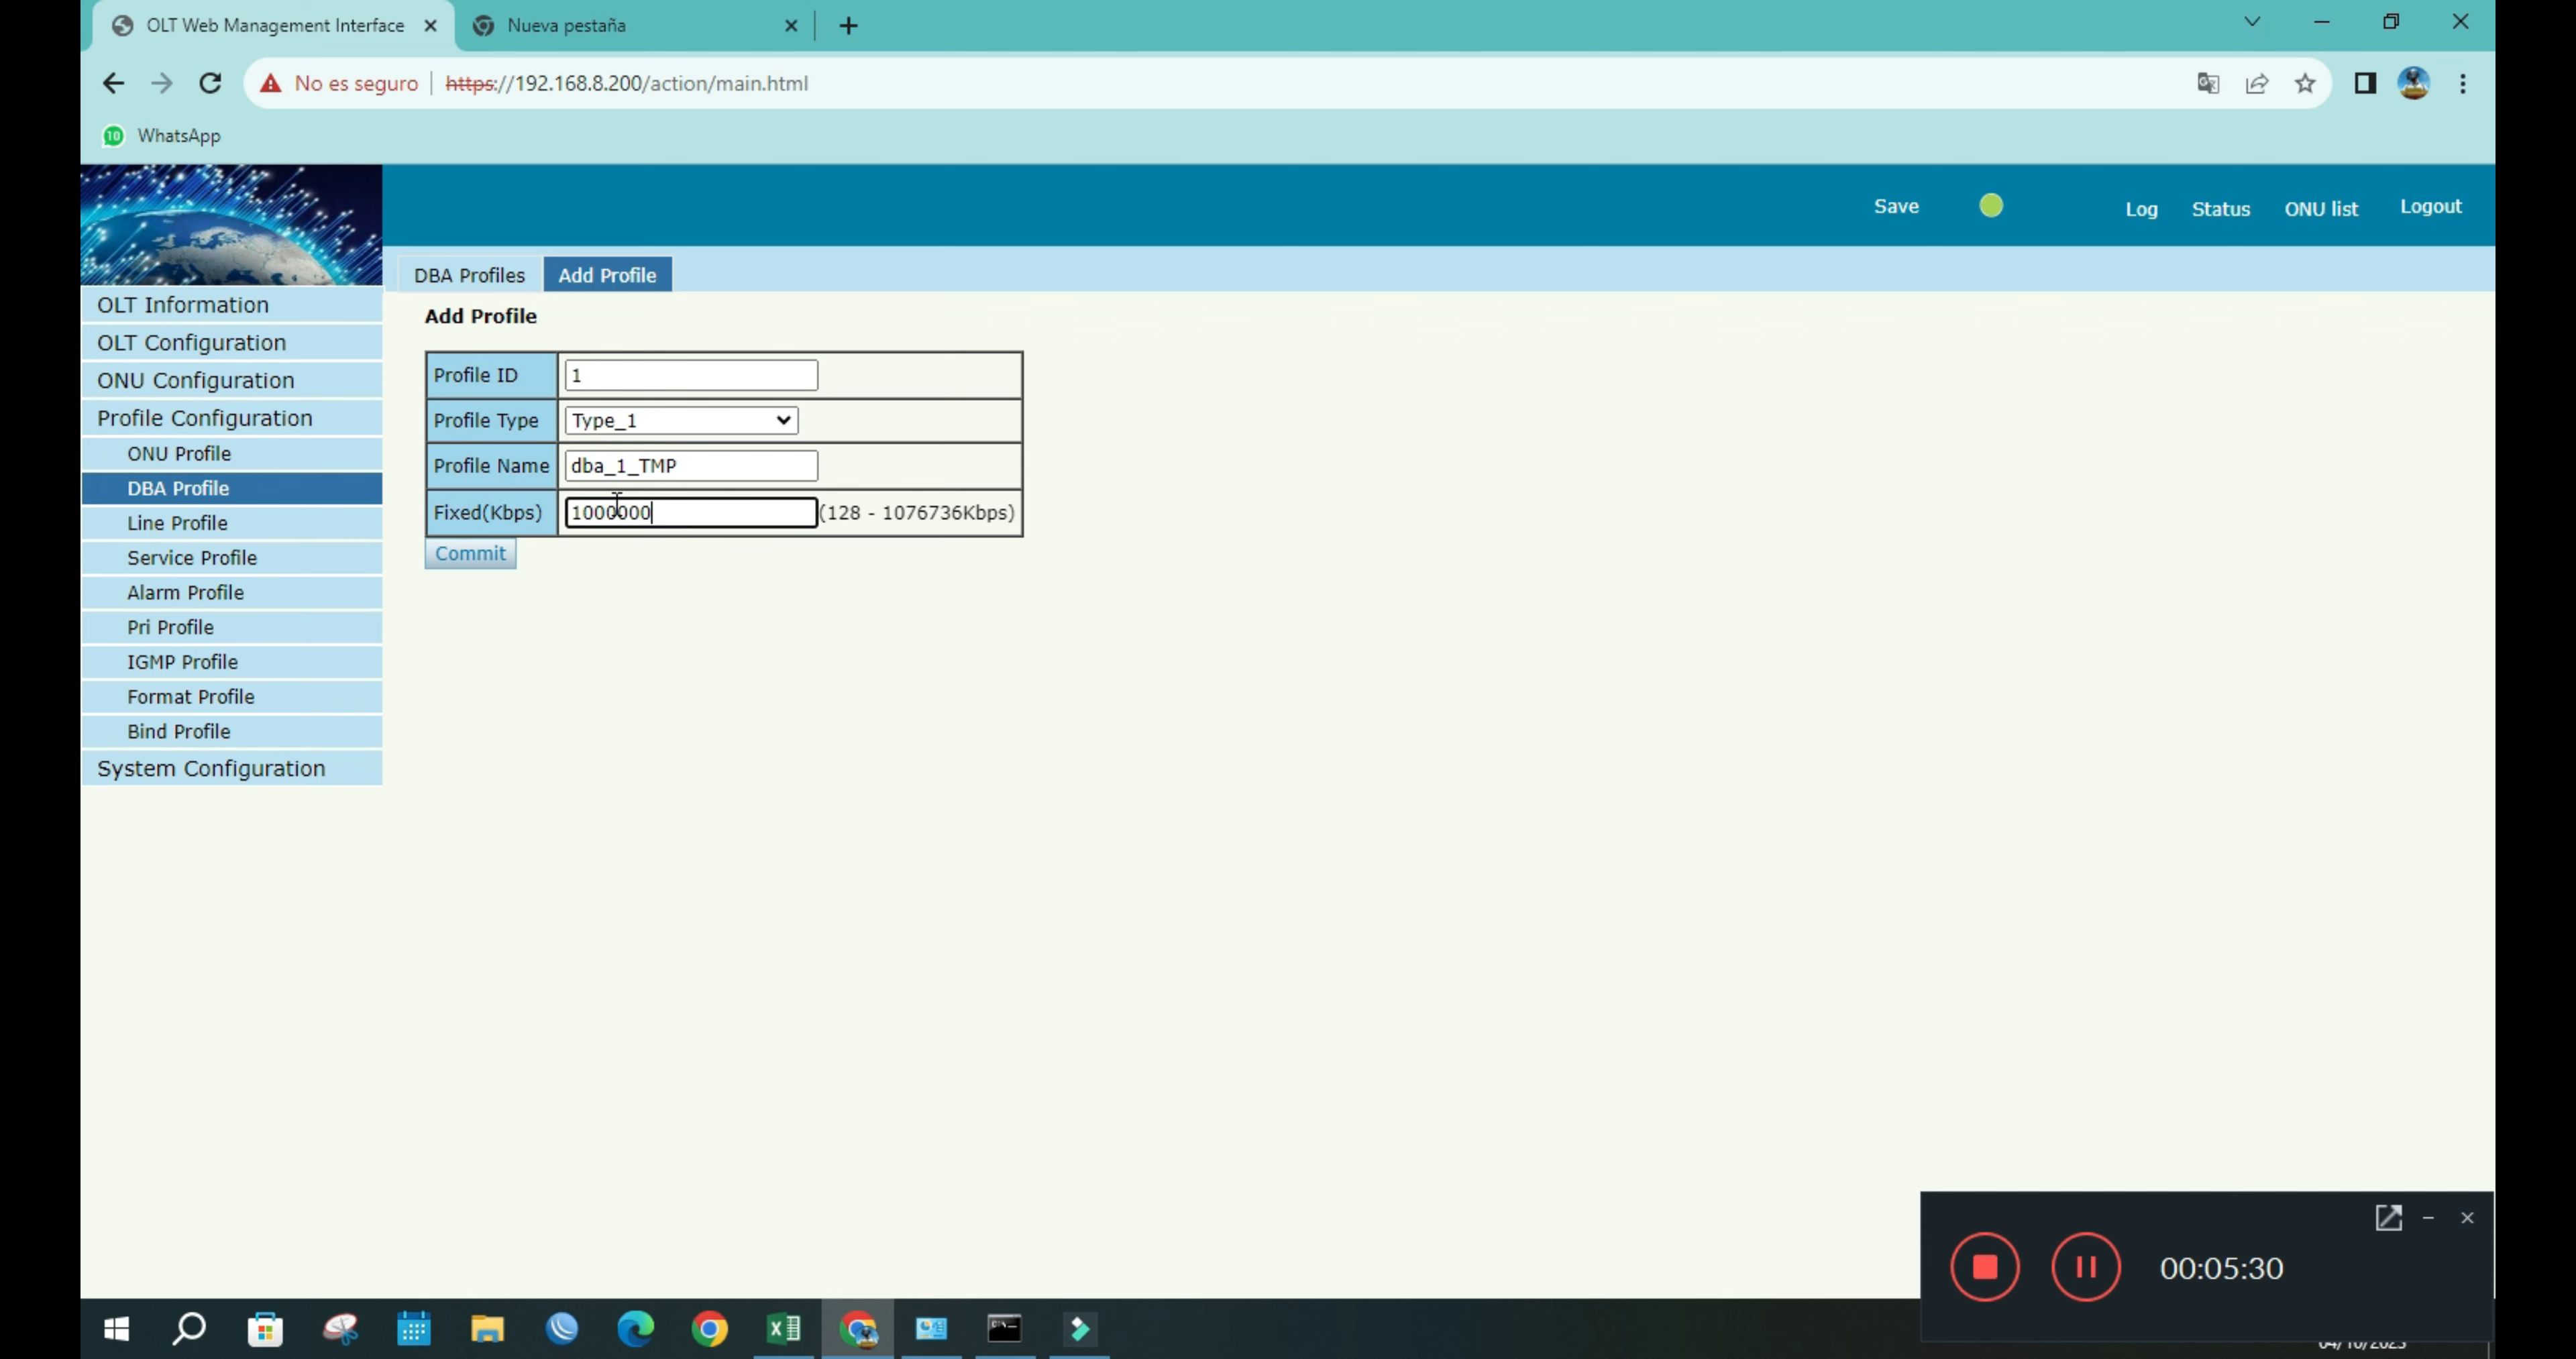 OLT Web Management Interface
Nueva pestaña
No es seguro
https://192.168.8.200/action/main.html
10 WhatsApp
Save
Log
Status
ONU list
Logout
DBA Profiles
Add Profile
OLT Information
OLT Configuration
ONU Configuration
Profile Configuration
ONU Profile
DBA Profile
Line Profile
Service Profile
Alarm Profile
Pri Profile
IGMP Profile
Format Profile
Bind Profile
System Configuration
Add Profile
Profile ID 1
Profile Type Type_1
Profile Name dba_1_TMP
Fixed(Kbps) 1000000 (128 - 1076736Kbps)
Commit
00:05:30